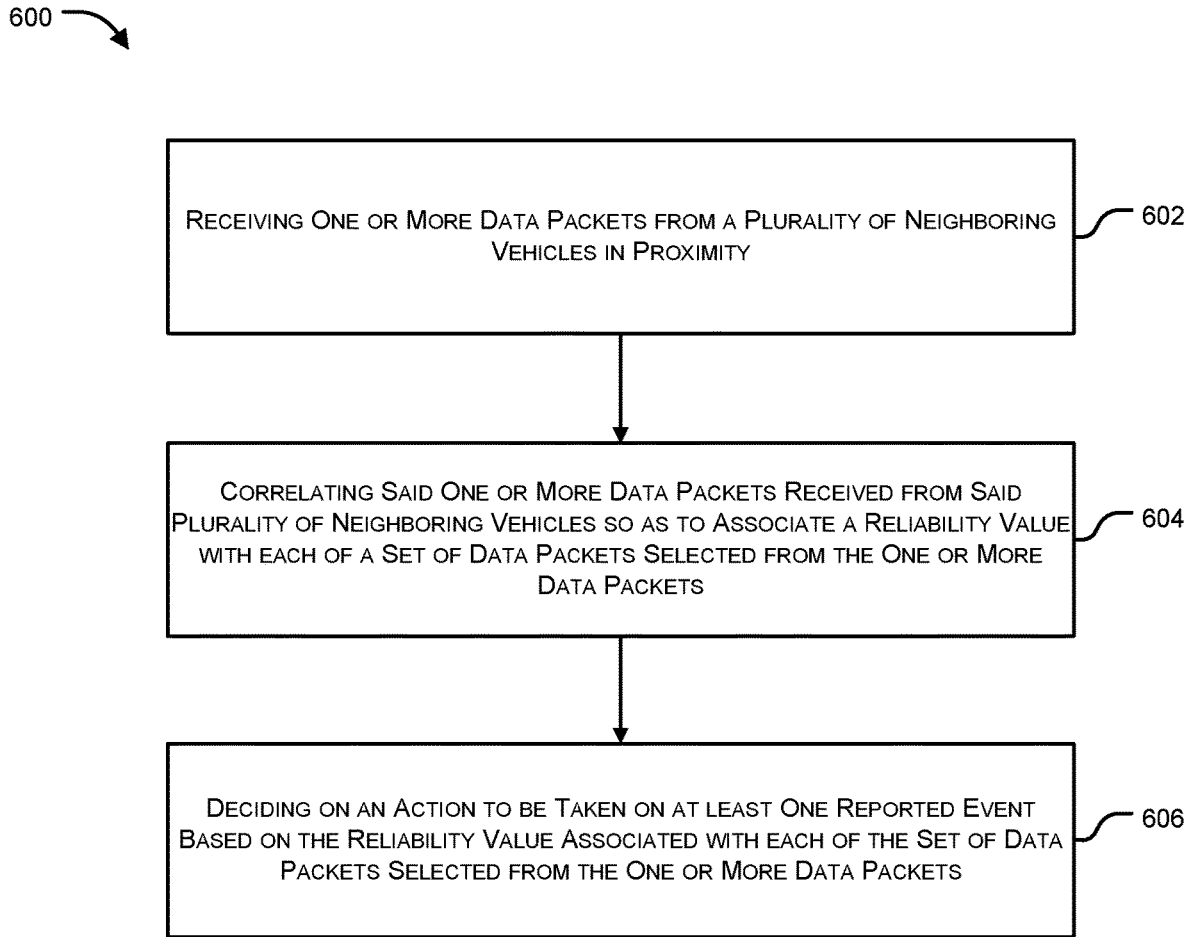 600
RECEIVING ONE OR MORE DATA PACKETS FROM A PLURALITY OF NEIGHBORING
VEHICLES IN PROXIMITY
602
CORRELATING SAID ONE OR MORE DATA PACKETS RECEIVED FROM SAID
PLURALITY OF NEIGHBORING VEHICLES SO AS TO ASSOCIATE A RELIABILITY VALUE
WITH EACH OF A SET OF DATA PACKETS SELECTED FROM THE ONE OR MORE
DATA PACKETS
604
DECIDING ON AN ACTION TO BE TAKEN ON AT LEAST ONE REPORTED EVENT
BASED ON THE RELIABILITY VALUE ASSOCIATED WITH EACH OF THE SET OF DATA
PACKETS SELECTED FROM THE ONE OR MORE DATA PACKETS
606